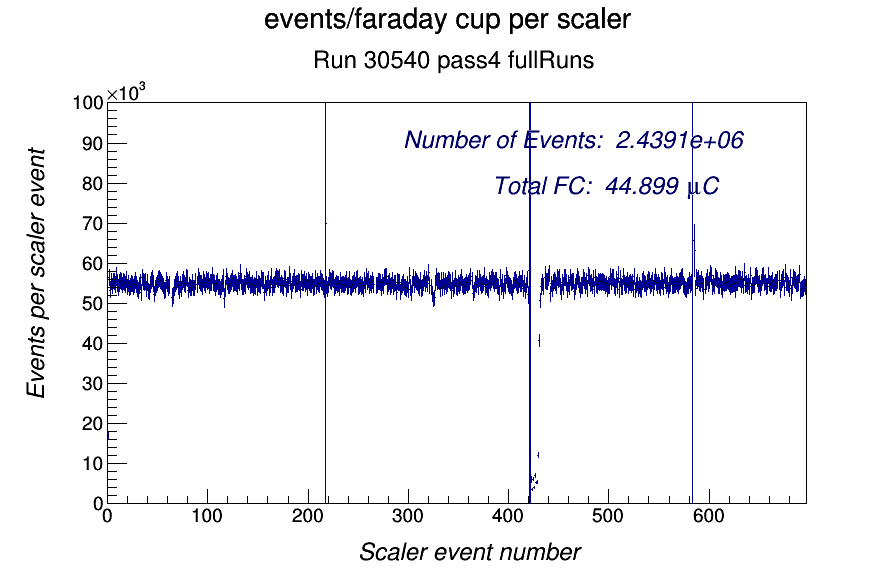 events/faraday cup per scaler
Run 30540 pass4 fullRuns
×10³
100
90
80
70
60
50
40
30
20
10
0
Events per scaler event
Number of Events: 2.4391e+06
Total FC: 44.899 μC
0 100 200 300 400 500 600
Scaler event number